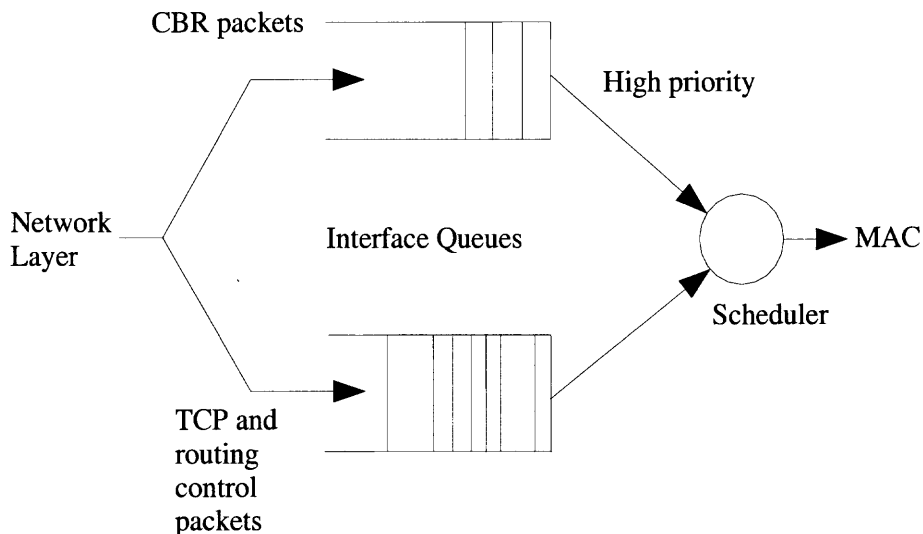 CBR packets
High priority
Network
Layer
Interface Queues
MAC
Scheduler
TCP and
routing
control
packets